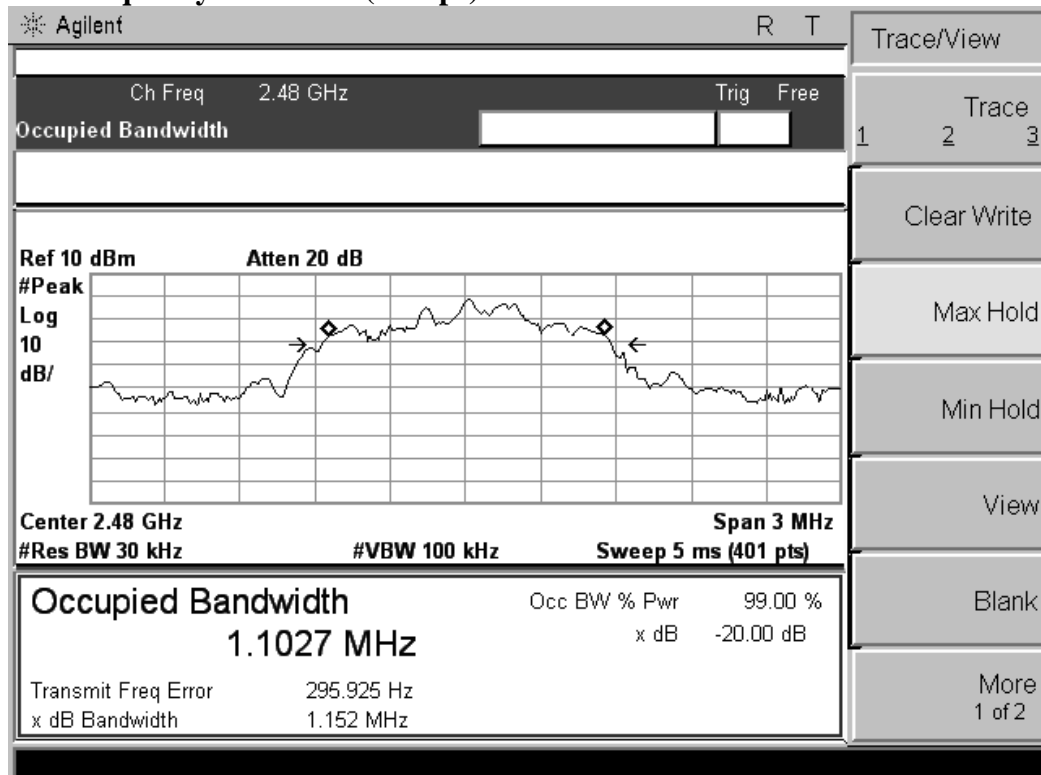 Agilent R T
Trace/View
Ch Freq 2.48 GHz Trig Free
Occupied Bandwidth
Trace
1 2 3
Clear Write
Ref 10 dBm Atten 20 dB
#Peak
Log
10
dB/
Max Hold
Min Hold
View
Center 2.48 GHz Span 3 MHz
#Res BW 30 kHz #VBW 100 kHz Sweep 5 ms (401 pts)
Occupied Bandwidth Occ BW % Pwr 99.00 %
1.1027 MHz x dB -20.00 dB
Transmit Freq Error 295.925 Hz
x dB Bandwidth 1.152 MHz
Blank
More
1 of 2